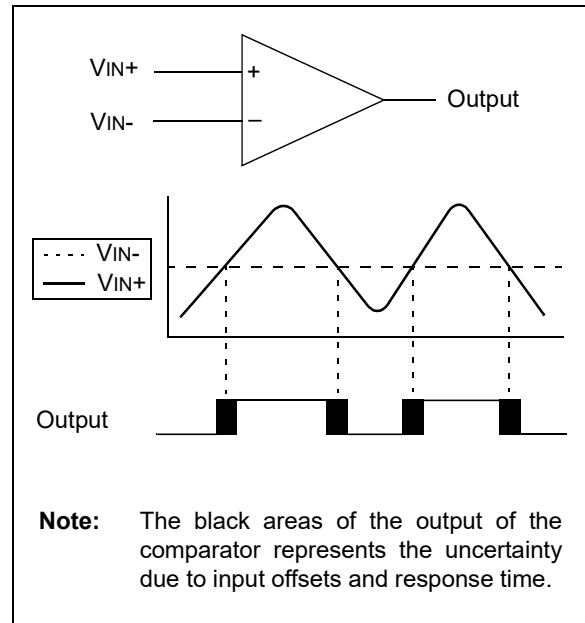 VIN+
+
Output
VIN-
–
VIN-
VIN+
Output
Note: The black areas of the output of the
comparator represents the uncertainty
due to input offsets and response time.